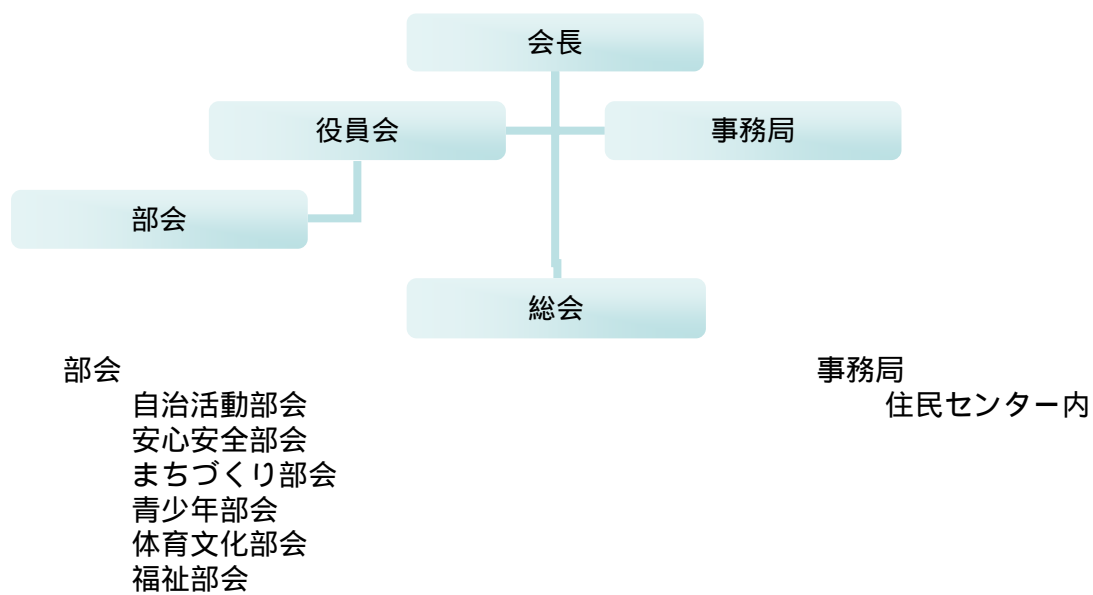 会長
役員会
事務局
部会
総会
部会
自治活動部会
安心安全部会
まちづくり部会
青少年部会
体育文化部会
福祉部会
事務局
住民センター内